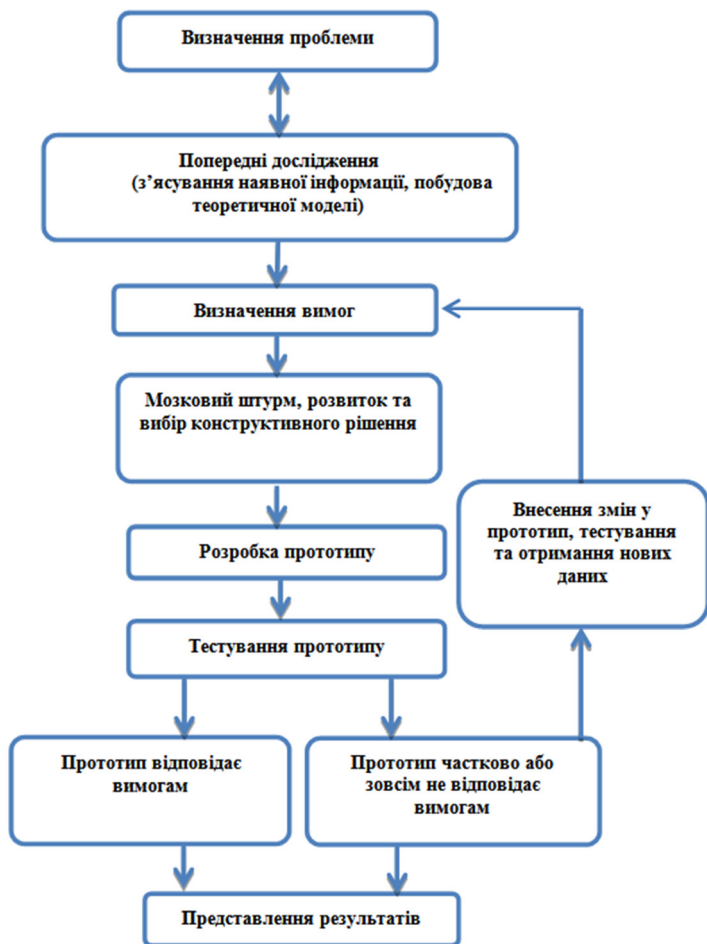 Визначення проблеми
Попередні дослідження
(з’ясування наявної інформації, побудова
теоретичної моделі)
Визначення вимог
Мозковий штурм, розвиток та
вибір конструктивного рішення
Внесення змін у
прототип, тестування
та отримання нових
даних
Розробка прототипу
Тестування прототипу
Прототип відповідає
вимогам
Прототип частково або
зовсім не відповідає
вимогам
Представлення результатів